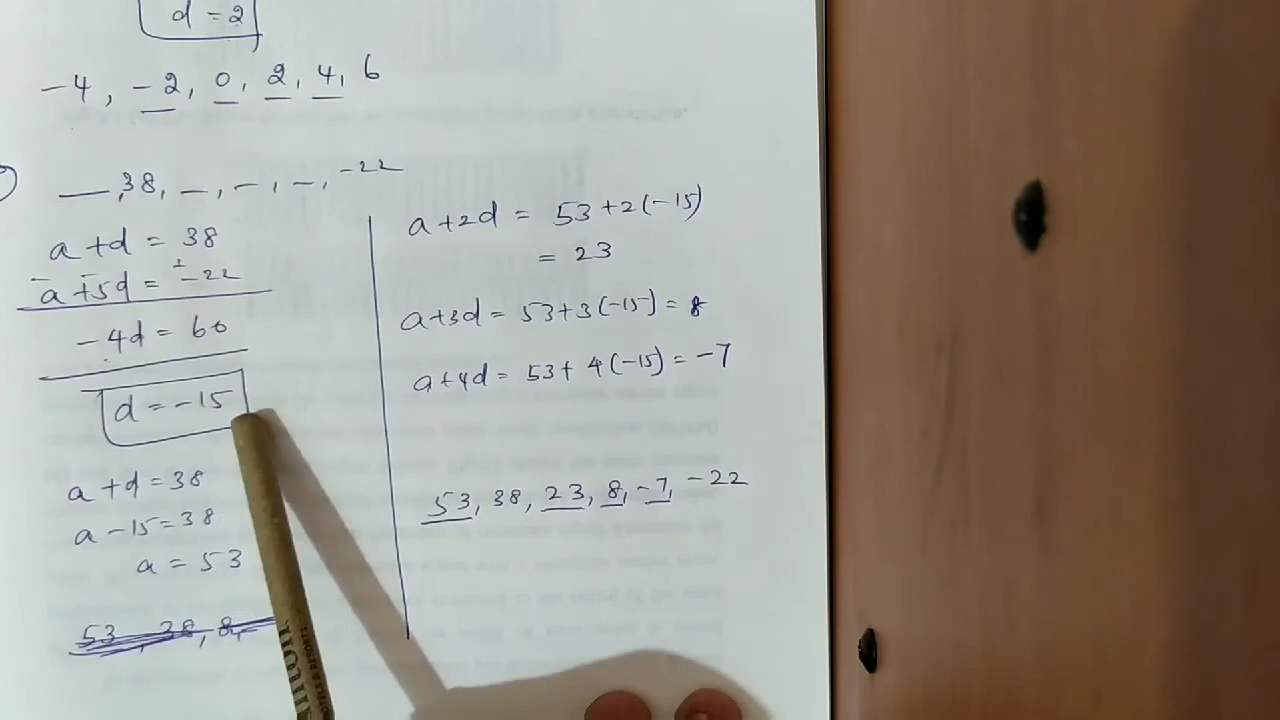 d = 2
-4, -2, 0, 2, 4, 6
__, 38, _, _, _, -22
a + d = 38
a + 5d = -22
-4d = 60
d = -15
a + d = 38
a - 15 = 38
a = 53
53, 38, 8,
a + 2d = 53 + 2(-15)
= 23
a + 3d = 53 + 3(-15) = 8
a + 4d = 53 + 4(-15) = -7
53, 38, 23, 8, -7, -22